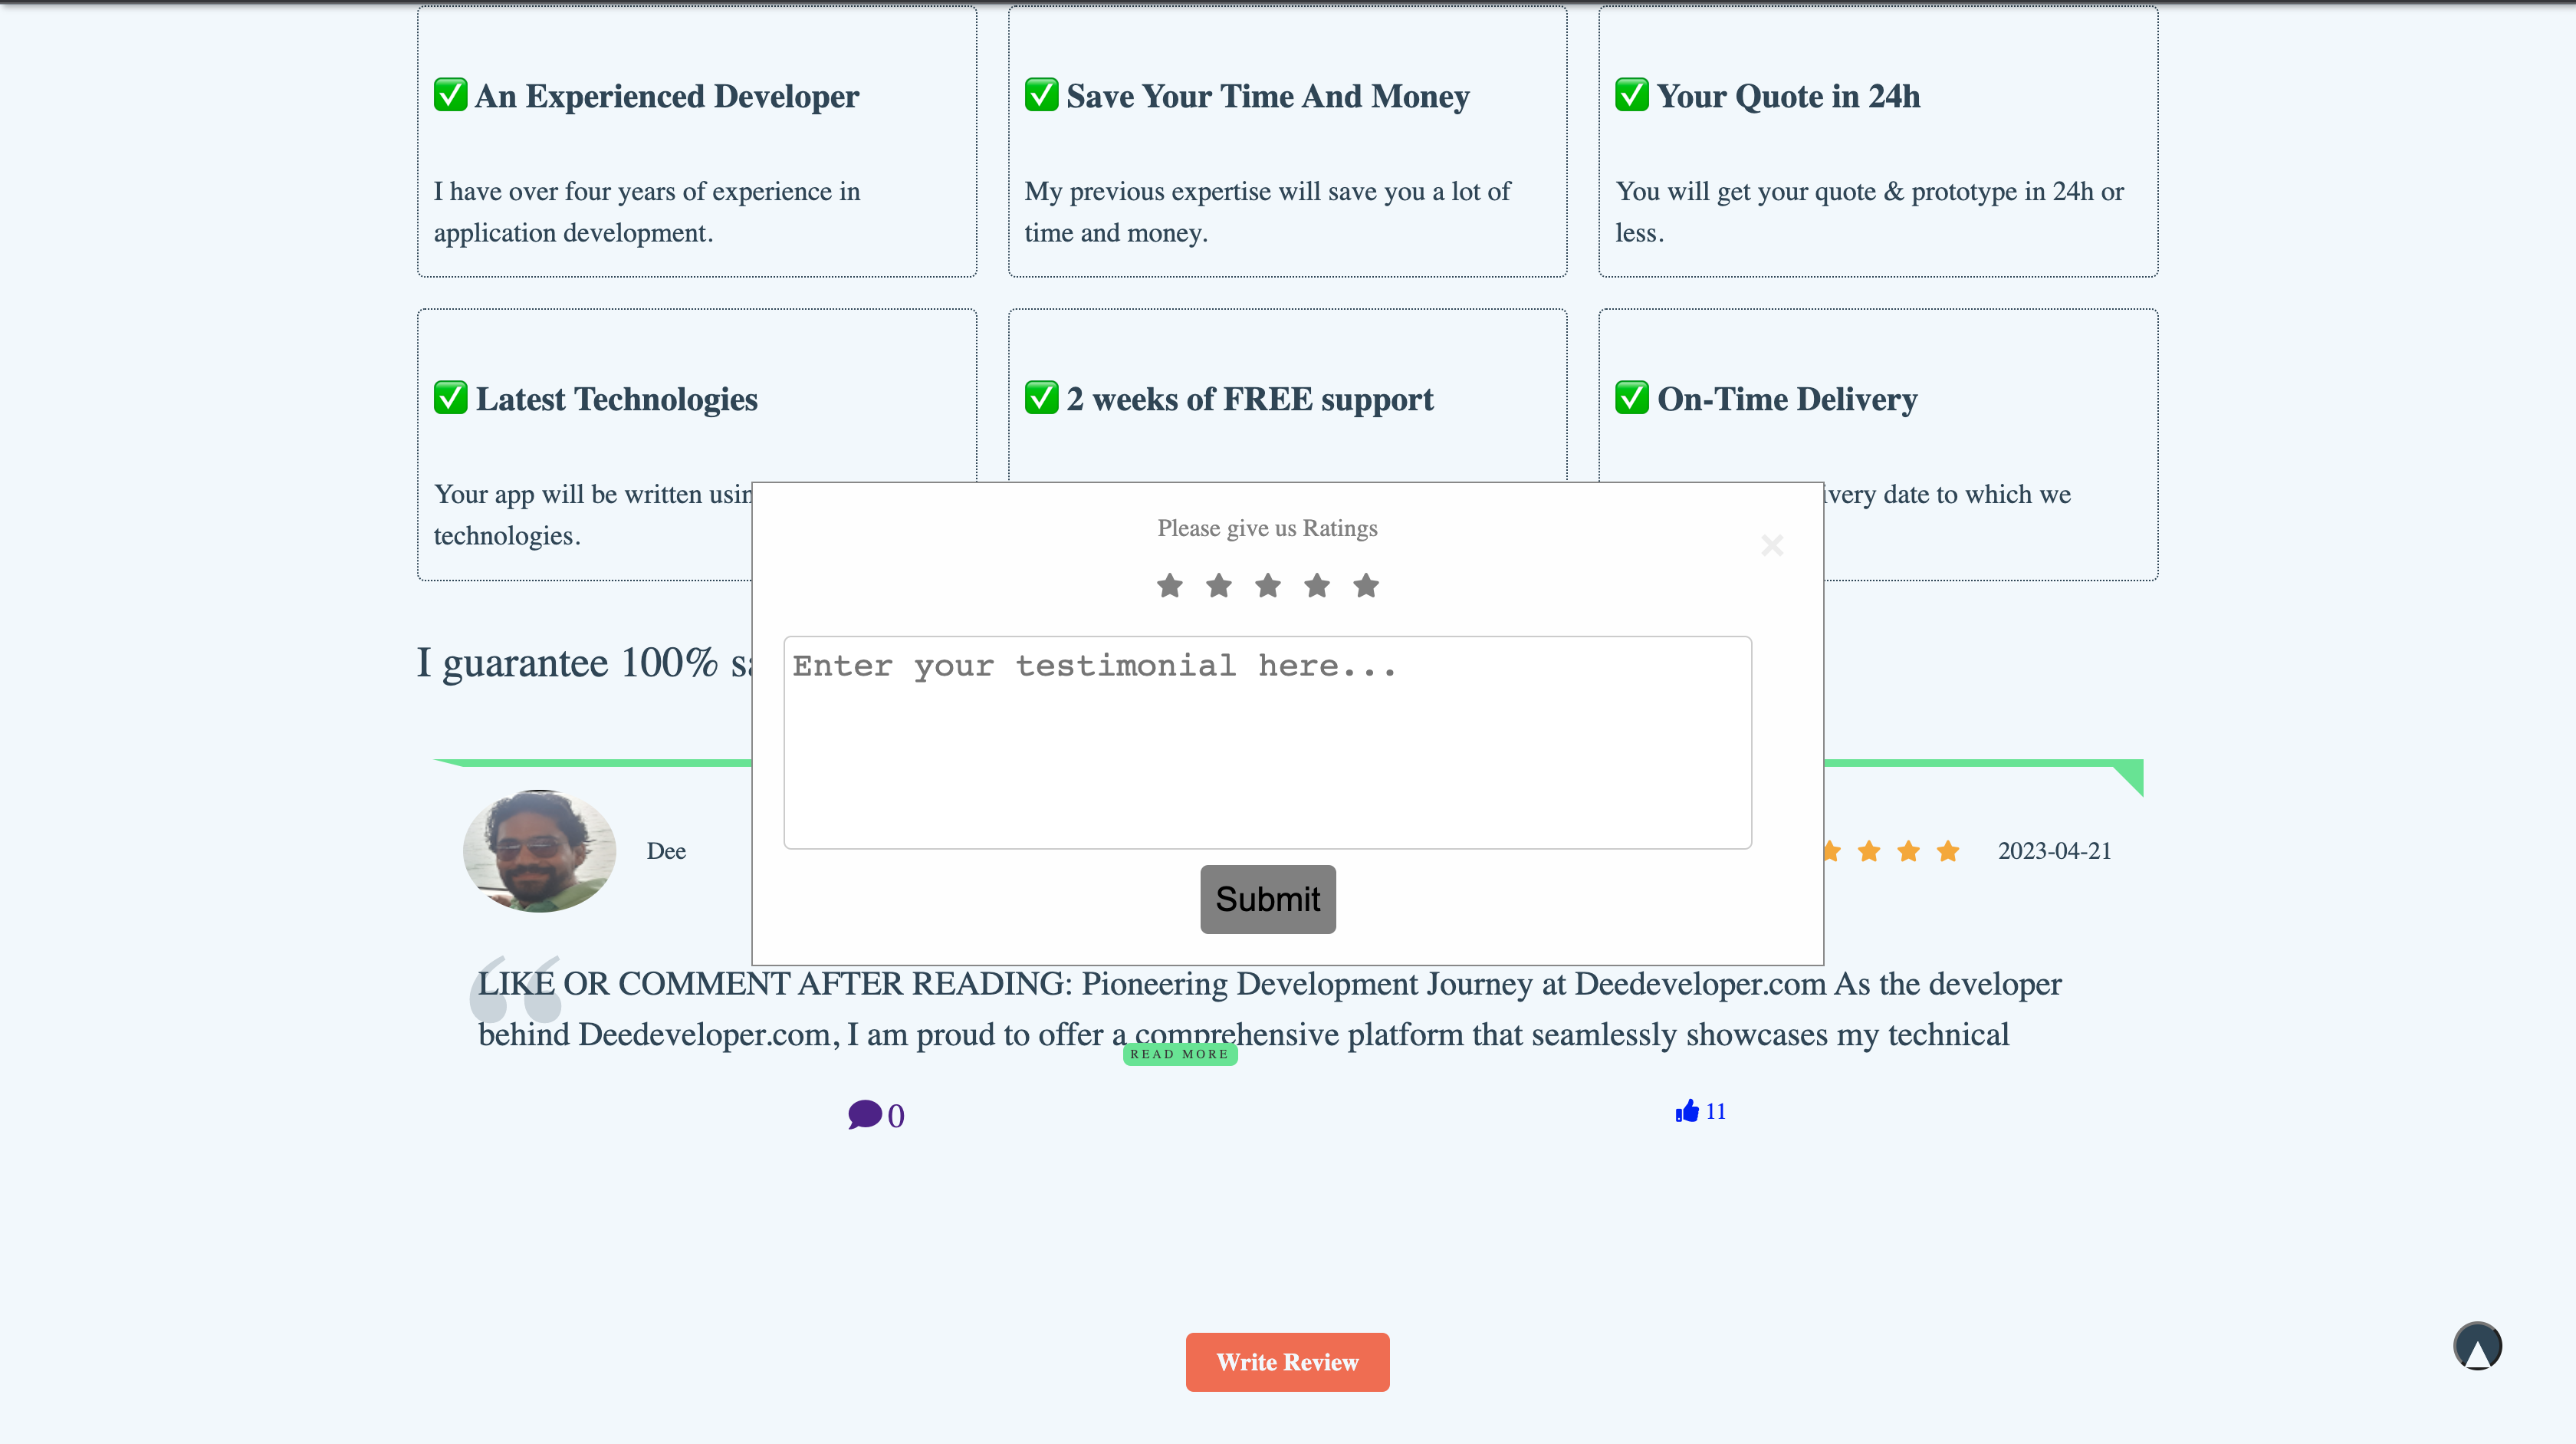 ✅ An Experienced Developer
I have over four years of experience in
application development.
✅ Save Your Time And Money
My previous expertise will save you a lot of
time and money.
✅ Your Quote in 24h
You will get your quote & prototype in 24h or
less.
✅ Latest Technologies
Your app will be written
technologies.
✅ 2 weeks of FREE support
✅ On-Time Delivery
date to which we
I guarantee 100%
Please give us Ratings
×
Enter your testimonial here...
Submit
Dee
2023-04-21
LIKE OR COMMENT AFTER READING: Pioneering Development Journey at Deedeveloper.com As the developer
behind Deedeveloper.com, I am proud to offer a comprehensive platform that seamlessly showcases my technical
READ MORE
0
11
Write Review